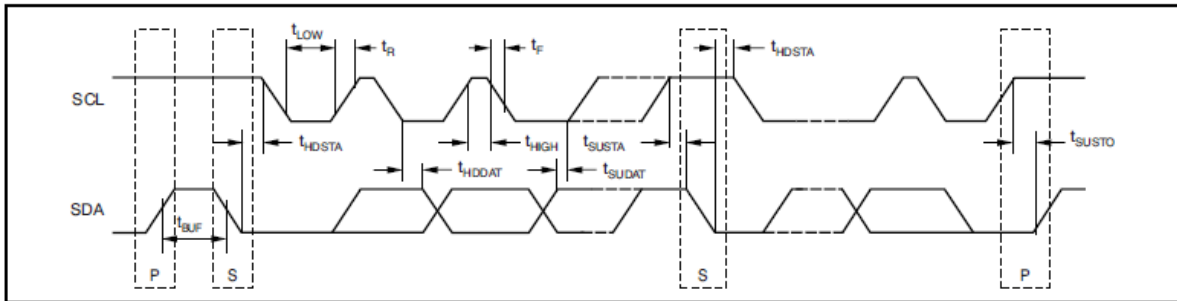 tLOW
tR
tF
tHDSTA
SCL
tHDSTA
tHIGH
tSUSTA
tSUSTO
tHDDAT
tSUDAT
SDA
tBUF
P
S
S
P